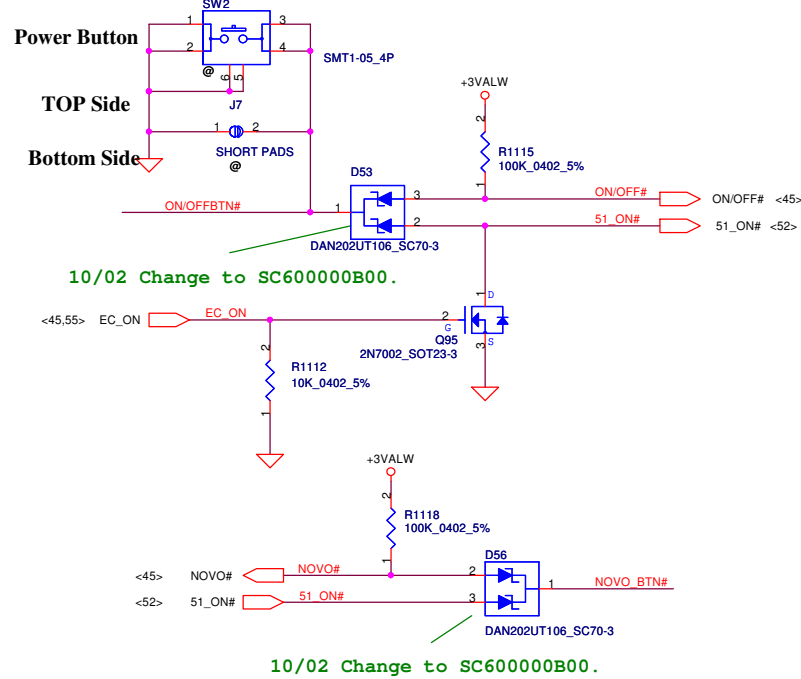 SW2
1
3
Power Button
2
4
SMT1-05_4P
@
6
5
+3VALW
TOP Side
J7
2
1
2
R1115
100K_0402_5%
Bottom Side
SHORT PADS
@
D53
1
3
ON/OFF#
ON/OFF# <45>
ON/OFFBTN#
1
2
51_ON#
51_ON# <52>
DAN202UT106_SC70-3
10/02 Change to SC600000B00.
1
D
<45,55> EC_ON
EC_ON
2
G
Q95
S
3
2N7002_SOT23-3
2
R1112
10K_0402_5%
1
+3VALW
2
R1118
100K_0402_5%
1
D56
<45> NOVO#
NOVO#
2
1
NOVO_BTN#
<52> 51_ON#
51_ON#
3
DAN202UT106_SC70-3
10/02 Change to SC600000B00.